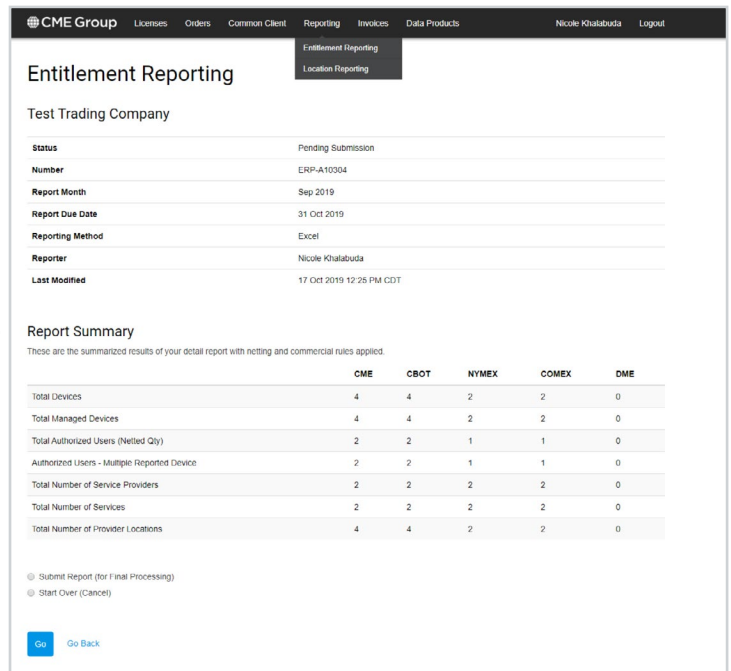 CME Group Licenses Orders Common Client Reporting Invoices Data Products Nicole Khalabuda Logout
Entitlement Reporting
Location Reporting
Entitlement Reporting
Test Trading Company
Status Pending Submission
Number ERP-A10304
Report Month Sep 2019
Report Due Date 31 Oct 2019
Reporting Method Excel
Reporter Nicole Khalabuda
Last Modified 17 Oct 2019 12:25 PM CDT
Report Summary
These are the summarized results of your detail report with netting and commercial rules applied.
CME CBOT NYMEX COMEX DME
Total Devices 4 4 2 2 0
Total Managed Devices 4 4 2 2 0
Total Authorized Users (Netted Qty) 2 2 1 1 0
Authorized Users - Multiple Reported Device 2 2 1 1 0
Total Number of Service Providers 2 2 2 2 0
Total Number of Services 2 2 2 2 0
Total Number of Provider Locations 4 4 2 2 0
Submit Report (for Final Processing)
Start Over (Cancel)
Go Go Back